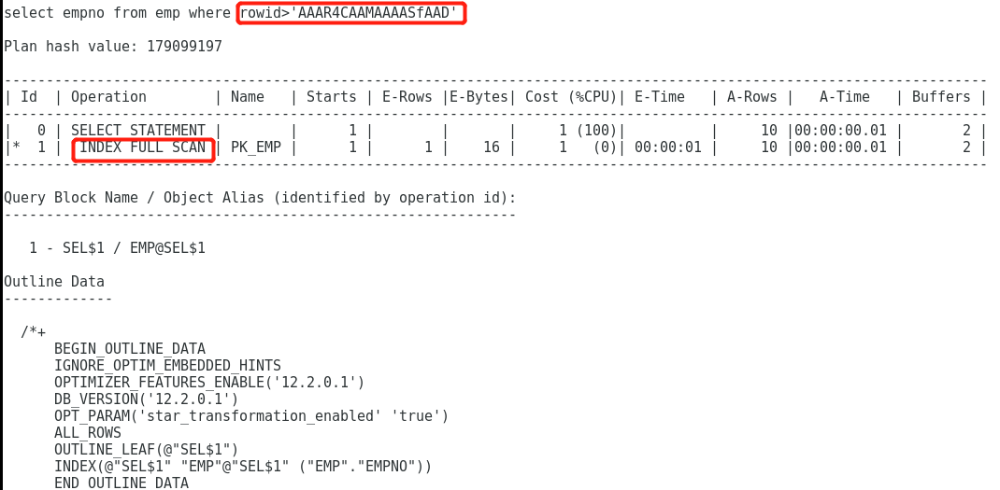 select empno from emp where rowid>'AAAR4CAAMAAAASfAAD'
Plan hash value: 179099197
---------------------------------------------------------------------------------------------------------------------
| Id  | Operation        | Name   | Starts | E-Rows |E-Bytes| Cost (%CPU)| E-Time   | A-Rows |   A-Time   | Buffers |
---------------------------------------------------------------------------------------------------------------------
|   0 | SELECT STATEMENT |        |      1 |        |       |     1 (100)|          |     10 |00:00:00.01 |       2 |
|*  1 |  INDEX FULL SCAN | PK_EMP |      1 |      1 |    16 |     1   (0)| 00:00:01 |     10 |00:00:00.01 |       2 |
---------------------------------------------------------------------------------------------------------------------
Query Block Name / Object Alias (identified by operation id):
-------------------------------------------------------------
   1 - SEL$1 / EMP@SEL$1
Outline Data
-------------
  /*+
      BEGIN_OUTLINE_DATA
      IGNORE_OPTIM_EMBEDDED_HINTS
      OPTIMIZER_FEATURES_ENABLE('12.2.0.1')
      DB_VERSION('12.2.0.1')
      OPT_PARAM('star_transformation_enabled' 'true')
      ALL_ROWS
      OUTLINE_LEAF(@"SEL$1")
      INDEX(@"SEL$1" "EMP"@"SEL$1" ("EMP"."EMPNO"))
      END_OUTLINE_DATA